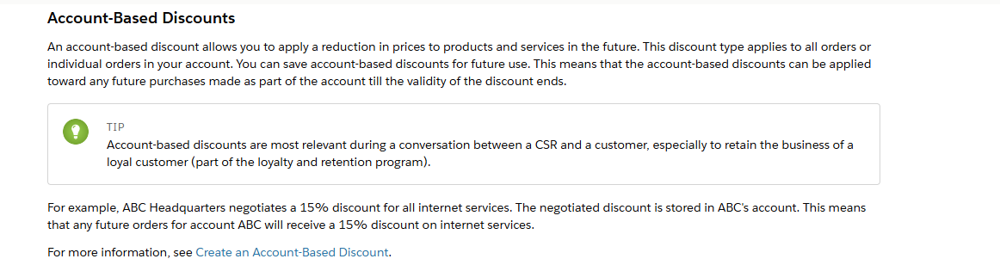 Account-Based Discounts
An account-based discount allows you to apply a reduction in prices to products and services in the future. This discount type applies to all orders or
individual orders in your account. You can save account-based discounts for future use. This means that the account-based discounts can be applied
toward any future purchases made as part of the account till the validity of the discount ends.
TIP
Account-based discounts are most relevant during a conversation between a CSR and a customer, especially to retain the business of a
loyal customer (part of the loyalty and retention program).
For example, ABC Headquarters negotiates a 15% discount for all internet services. The negotiated discount is stored in ABC's account. This means
that any future orders for account ABC will receive a 15% discount on internet services.
For more information, see Create an Account-Based Discount.